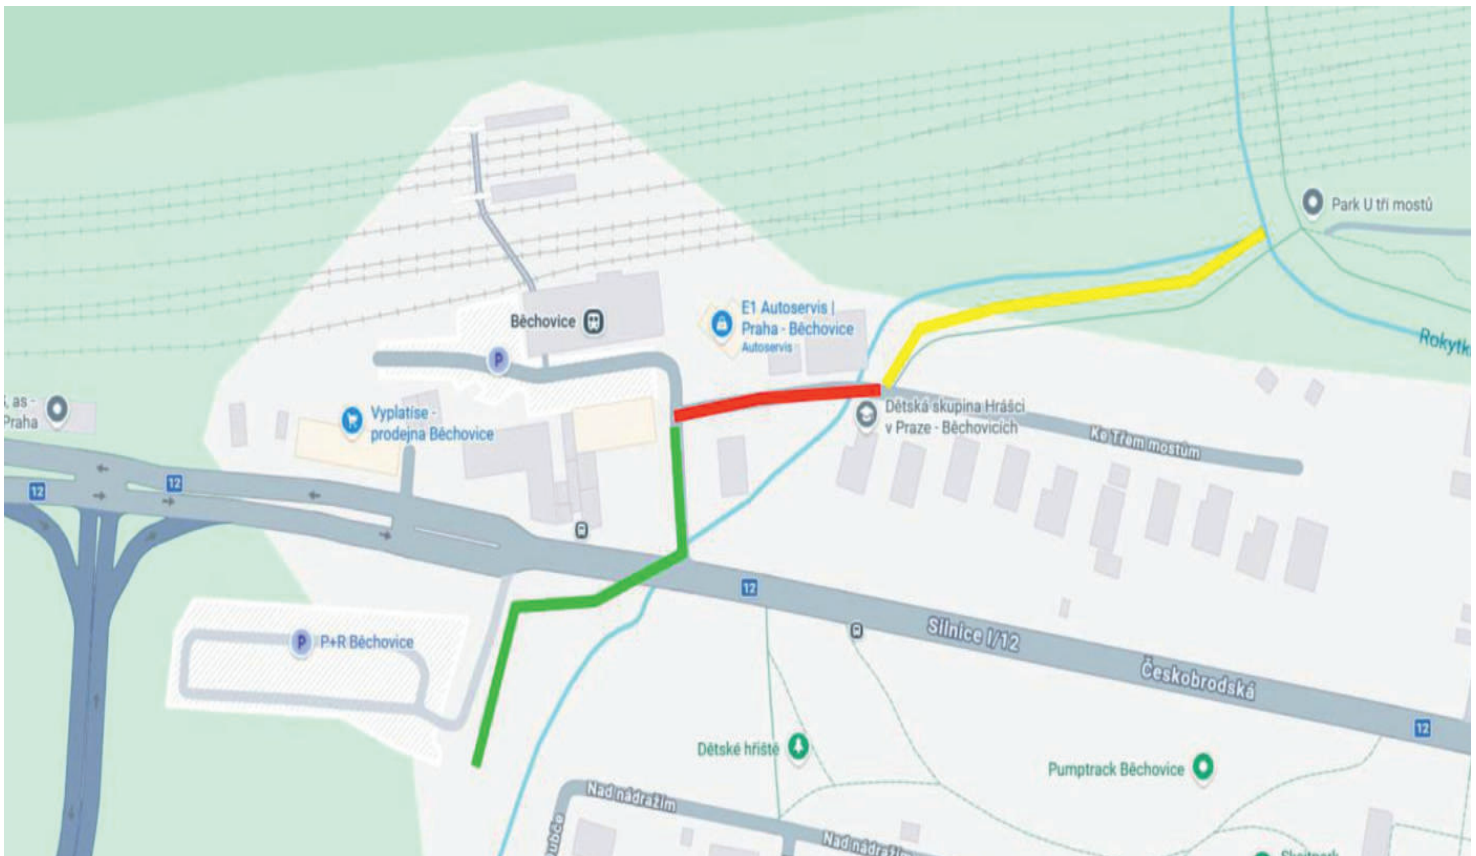 Park U tří mostů
E1 Autoservis |
Praha - Běchovice
Autoservis
Běchovice
Rokytk
P
, as -
Praha
Vyplatíse -
prodejna Běchovice
Dětská skupina Hrášci
v Praze - Běchovicích
Ke Třem mostům
12
12
12
P
P+R Běchovice
Silnice I/12
Českobrodská
12
Dětské hřiště
Pumptrack Běchovice
Nad nádražím
Nad nádražím
ubče